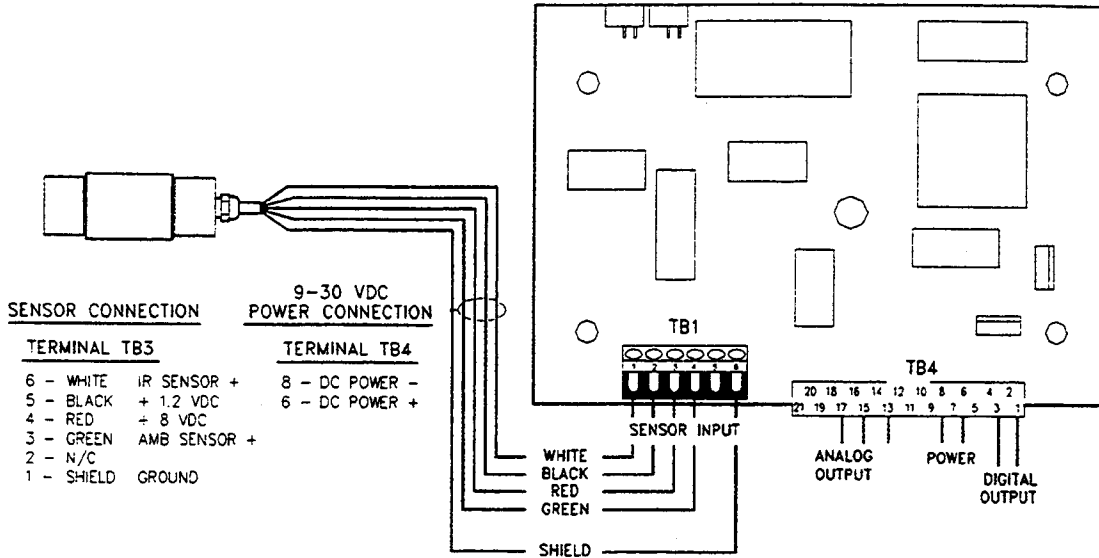 SENSOR CONNECTION
TERMINAL TB3
6 - WHITE IR SENSOR +
5 - BLACK + 1.2 VDC
4 - RED ÷ 8 VDC
3 - GREEN AMB SENSOR +
2 - N/C
1 - SHIELD GROUND
9-30 VDC
POWER CONNECTION
TERMINAL TB4
8 - DC POWER -
6 - DC POWER +
TB1
1 2 3 4 5 6
SENSOR INPUT
WHITE
BLACK
RED
GREEN
SHIELD
TB4
20 18 16 14 12 10 8 6 4 2
21 19 17 15 13 11 9 7 5 3 1
ANALOG
OUTPUT
POWER
DIGITAL
OUTPUT